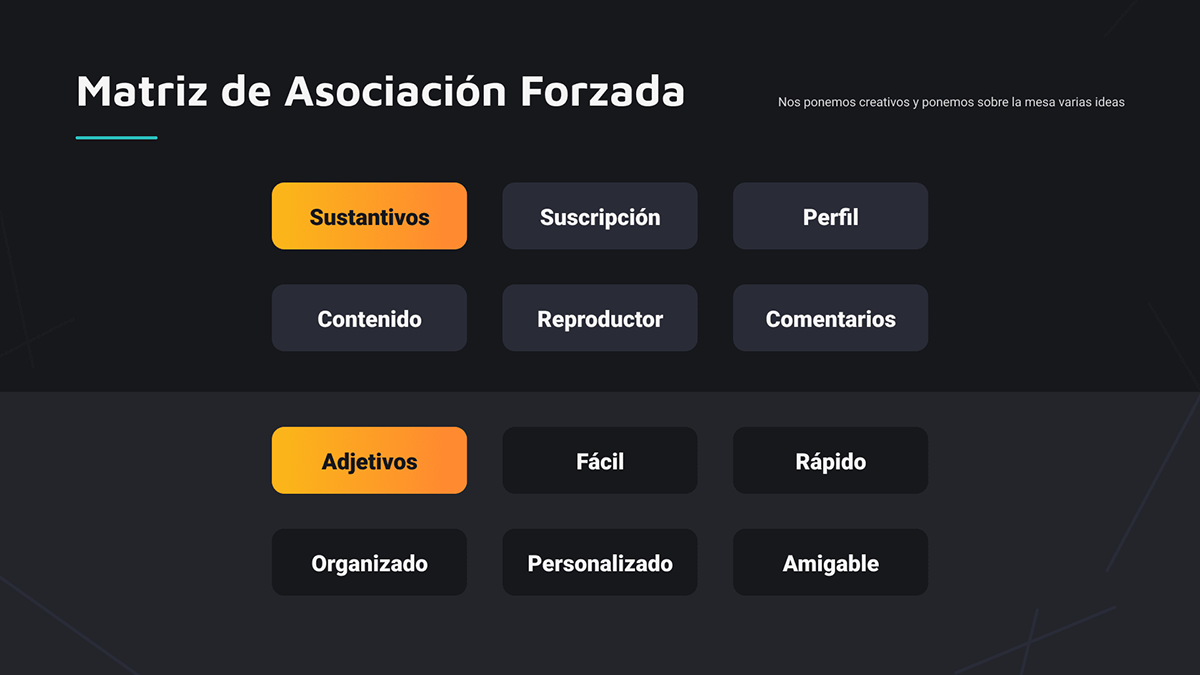 Matriz de Asociación Forzada
Nos ponemos creativos y ponemos sobre la mesa varias ideas
Sustantivos
Suscripción
Perfil
Contenido
Reproductor
Comentarios
Adjetivos
Fácil
Rápido
Organizado
Personalizado
Amigable